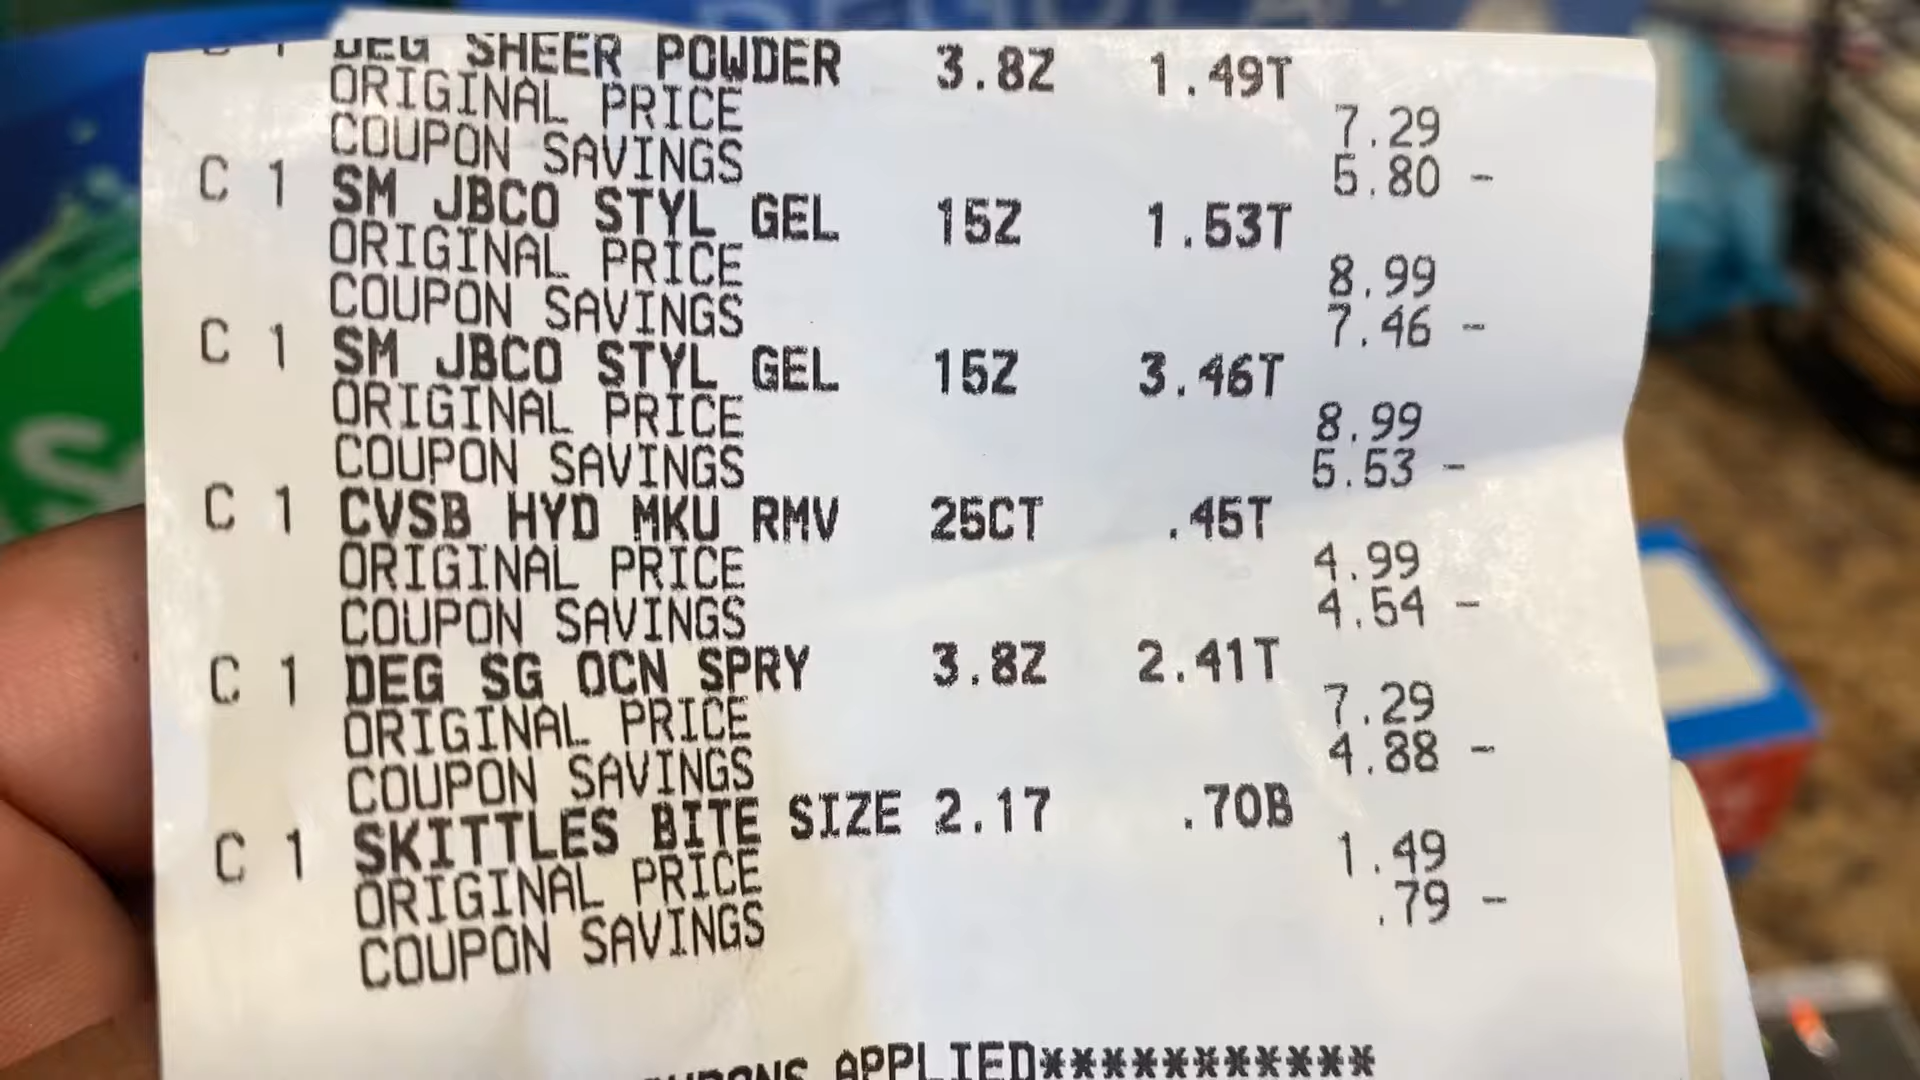 C 1 DEG SHEER POWDER 3.8Z 1.49T
ORIGINAL PRICE 7.29
COUPON SAVINGS 5.80 -
C 1 SM JBCO STYL GEL 15Z 1.53T
ORIGINAL PRICE 8.99
COUPON SAVINGS 7.46 -
C 1 SM JBCO STYL GEL 15Z 3.46T
ORIGINAL PRICE 8.99
COUPON SAVINGS 5.53 -
C 1 CVSB HYD MKU RMV 25CT .45T
ORIGINAL PRICE 4.99
COUPON SAVINGS 4.54 -
C 1 DEG SG OCN SPRY 3.8Z 2.41T
ORIGINAL PRICE 7.29
COUPON SAVINGS 4.88 -
C 1 SKITTLES BITE SIZE 2.17 .70B
ORIGINAL PRICE 1.49
COUPON SAVINGS .79 -
APPLIED***********